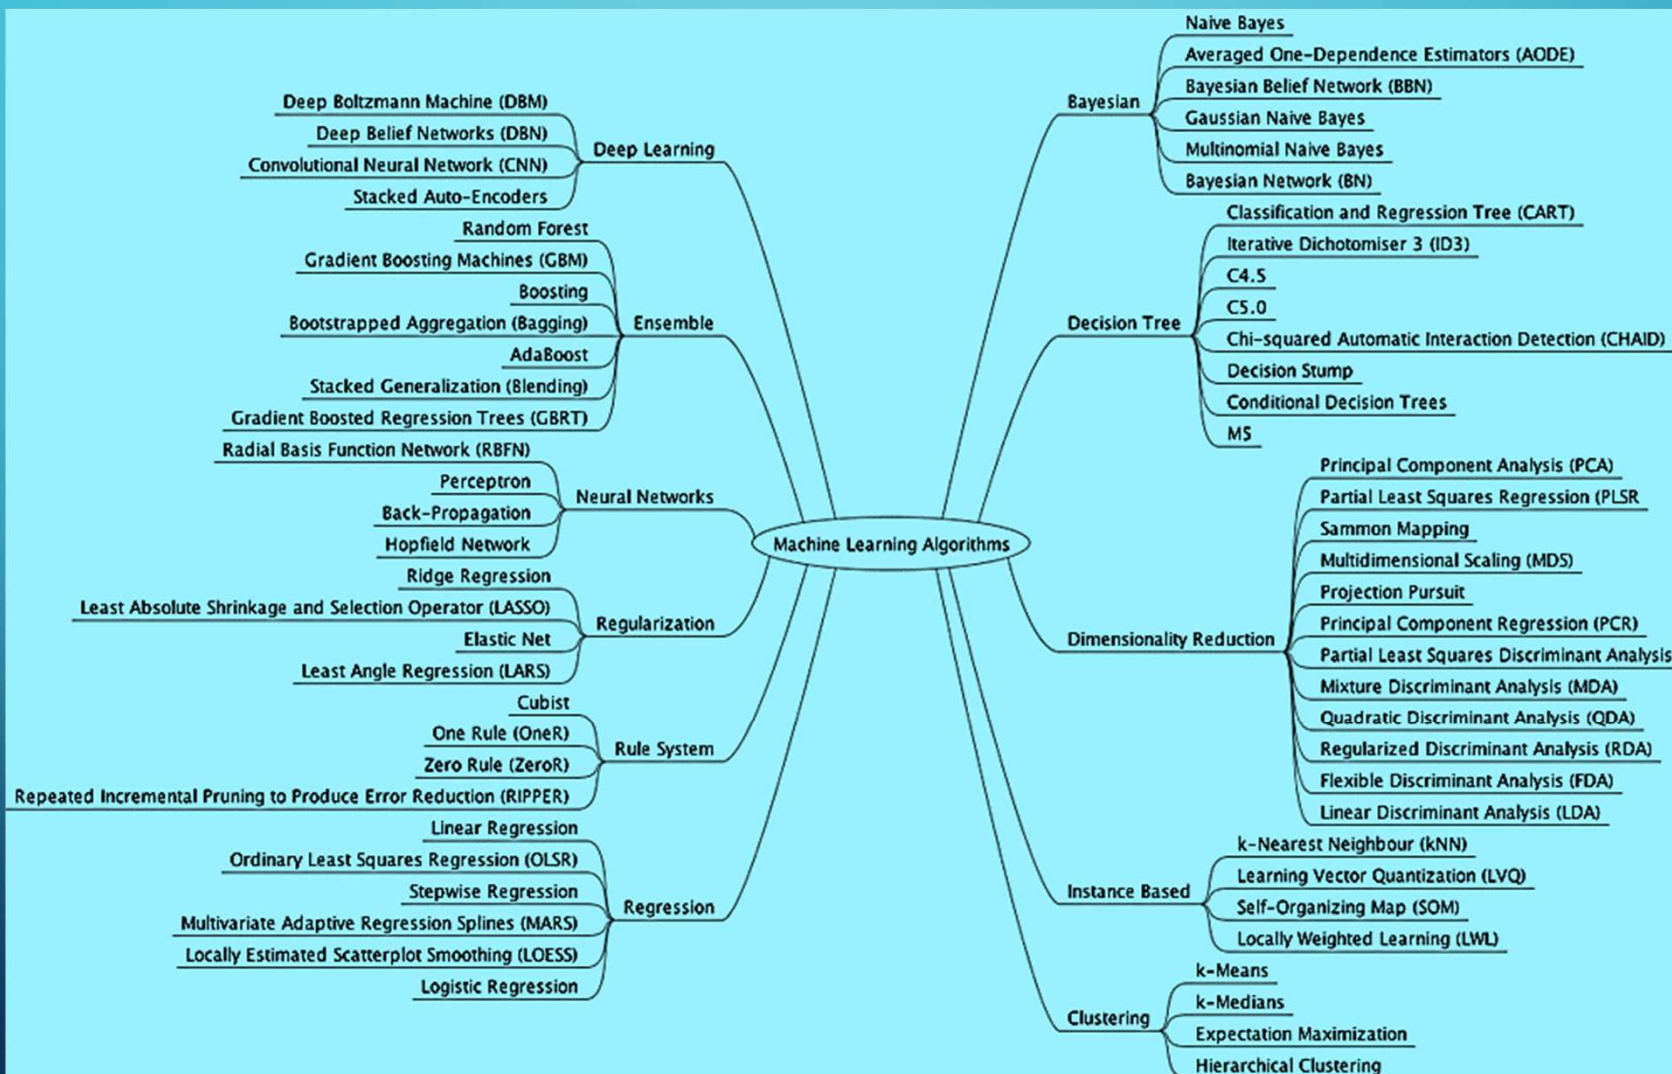 Machine Learning Algorithms
Deep Learning
Deep Boltzmann Machine (DBM)
Deep Belief Networks (DBN)
Convolutional Neural Network (CNN)
Stacked Auto-Encoders
Ensemble
Random Forest
Gradient Boosting Machines (GBM)
Boosting
Bootstrapped Aggregation (Bagging)
AdaBoost
Stacked Generalization (Blending)
Gradient Boosted Regression Trees (GBRT)
Neural Networks
Radial Basis Function Network (RBFN)
Perceptron
Back-Propagation
Hopfield Network
Regularization
Ridge Regression
Least Absolute Shrinkage and Selection Operator (LASSO)
Elastic Net
Least Angle Regression (LARS)
Rule System
Cubist
One Rule (OneR)
Zero Rule (ZeroR)
Repeated Incremental Pruning to Produce Error Reduction (RIPPER)
Regression
Linear Regression
Ordinary Least Squares Regression (OLSR)
Stepwise Regression
Multivariate Adaptive Regression Splines (MARS)
Locally Estimated Scatterplot Smoothing (LOESS)
Logistic Regression
Bayesian
Naive Bayes
Averaged One-Dependence Estimators (AODE)
Bayesian Belief Network (BBN)
Gaussian Naive Bayes
Multinomial Naive Bayes
Bayesian Network (BN)
Decision Tree
Classification and Regression Tree (CART)
Iterative Dichotomiser 3 (ID3)
C4.5
C5.0
Chi-squared Automatic Interaction Detection (CHAID)
Decision Stump
Conditional Decision Trees
M5
Dimensionality Reduction
Principal Component Analysis (PCA)
Partial Least Squares Regression (PLSR
Sammon Mapping
Multidimensional Scaling (MDS)
Projection Pursuit
Principal Component Regression (PCR)
Partial Least Squares Discriminant Analysis
Mixture Discriminant Analysis (MDA)
Quadratic Discriminant Analysis (QDA)
Regularized Discriminant Analysis (RDA)
Flexible Discriminant Analysis (FDA)
Linear Discriminant Analysis (LDA)
Instance Based
k-Nearest Neighbour (kNN)
Learning Vector Quantization (LVQ)
Self-Organizing Map (SOM)
Locally Weighted Learning (LWL)
Clustering
k-Means
k-Medians
Expectation Maximization
Hierarchical Clustering